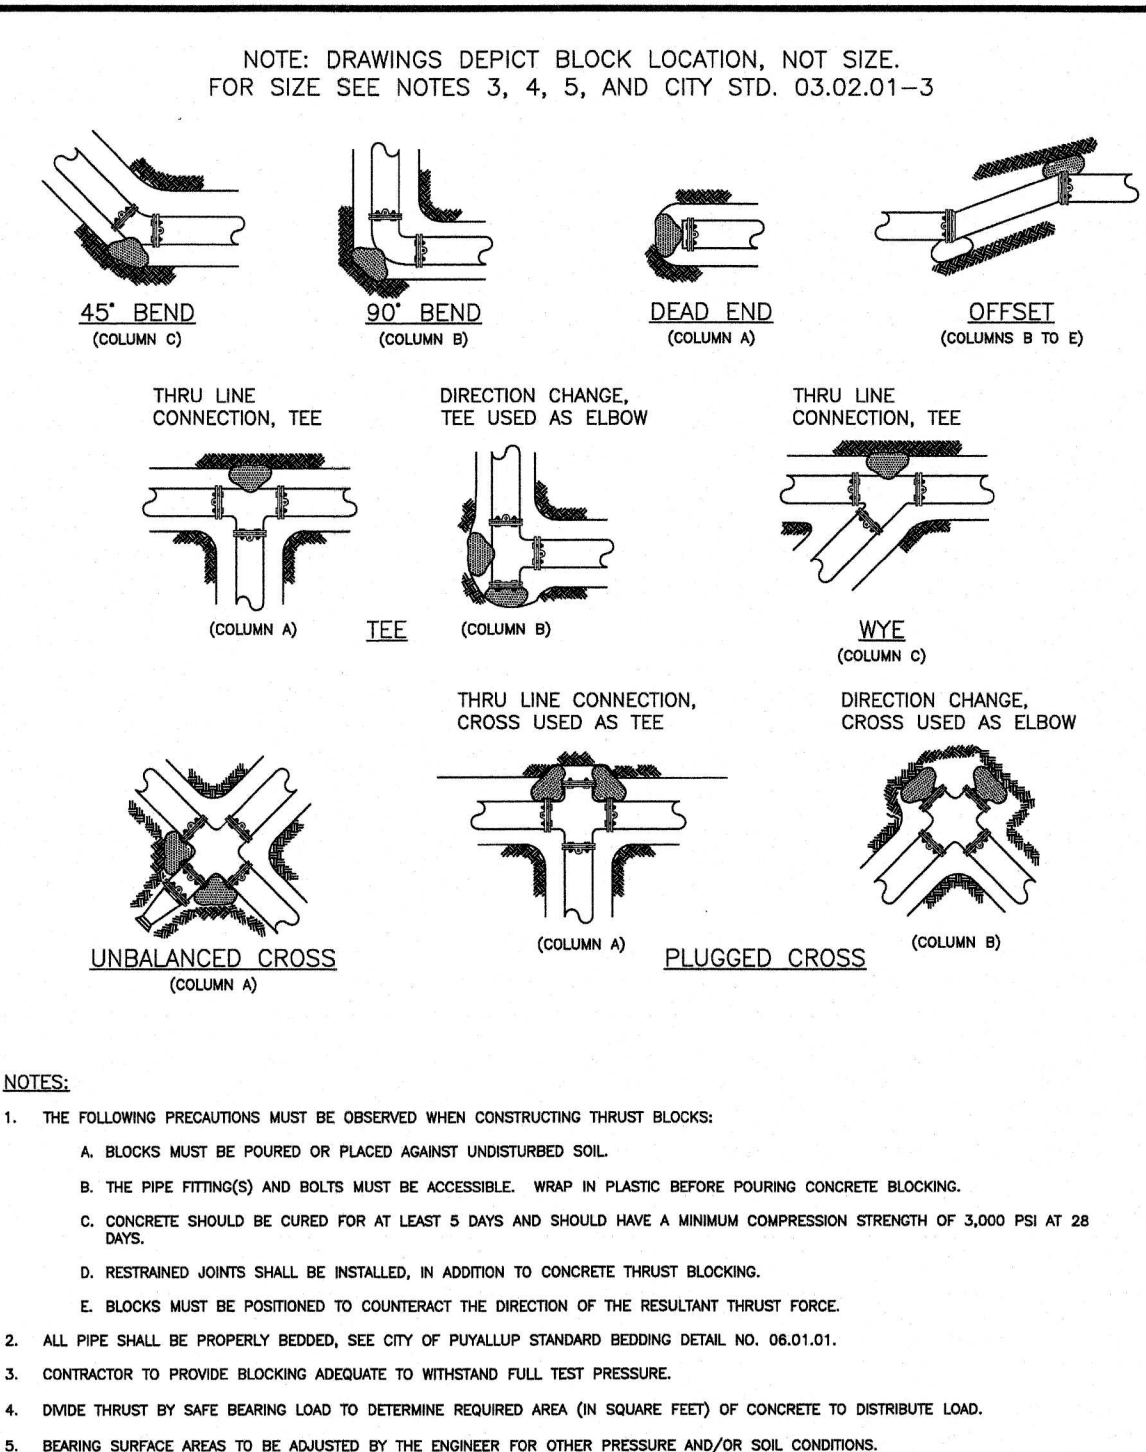 NOTE: DRAWINGS DEPICT BLOCK LOCATION, NOT SIZE.
FOR SIZE SEE NOTES 3, 4, 5, AND CITY STD. 03.02.01-3
45° BEND
(COLUMN C)
90° BEND
(COLUMN B)
DEAD END
(COLUMN A)
OFFSET
(COLUMNS B TO E)
THRU LINE
CONNECTION, TEE
DIRECTION CHANGE,
TEE USED AS ELBOW
THRU LINE
CONNECTION, TEE
(COLUMN A)
TEE
(COLUMN B)
WYE
(COLUMN C)
THRU LINE CONNECTION,
CROSS USED AS TEE
DIRECTION CHANGE,
CROSS USED AS ELBOW
UNBALANCED CROSS
(COLUMN A)
(COLUMN A)
PLUGGED CROSS
(COLUMN B)
NOTES:
1. THE FOLLOWING PRECAUTIONS MUST BE OBSERVED WHEN CONSTRUCTING THRUST BLOCKS:
A. BLOCKS MUST BE POURED OR PLACED AGAINST UNDISTURBED SOIL.
B. THE PIPE FITTING(S) AND BOLTS MUST BE ACCESSIBLE. WRAP IN PLASTIC BEFORE POURING CONCRETE BLOCKING.
C. CONCRETE SHOULD BE CURED FOR AT LEAST 5 DAYS AND SHOULD HAVE A MINIMUM COMPRESSION STRENGTH OF 3,000 PSI AT 28
DAYS.
D. RESTRAINED JOINTS SHALL BE INSTALLED, IN ADDITION TO CONCRETE THRUST BLOCKING.
E. BLOCKS MUST BE POSITIONED TO COUNTERACT THE DIRECTION OF THE RESULTANT THRUST FORCE.
2. ALL PIPE SHALL BE PROPERLY BEDDED, SEE CITY OF PUYALLUP STANDARD BEDDING DETAIL NO. 06.01.01.
3. CONTRACTOR TO PROVIDE BLOCKING ADEQUATE TO WITHSTAND FULL TEST PRESSURE.
4. DIVIDE THRUST BY SAFE BEARING LOAD TO DETERMINE REQUIRED AREA (IN SQUARE FEET) OF CONCRETE TO DISTRIBUTE LOAD.
5. BEARING SURFACE AREAS TO BE ADJUSTED BY THE ENGINEER FOR OTHER PRESSURE AND/OR SOIL CONDITIONS.